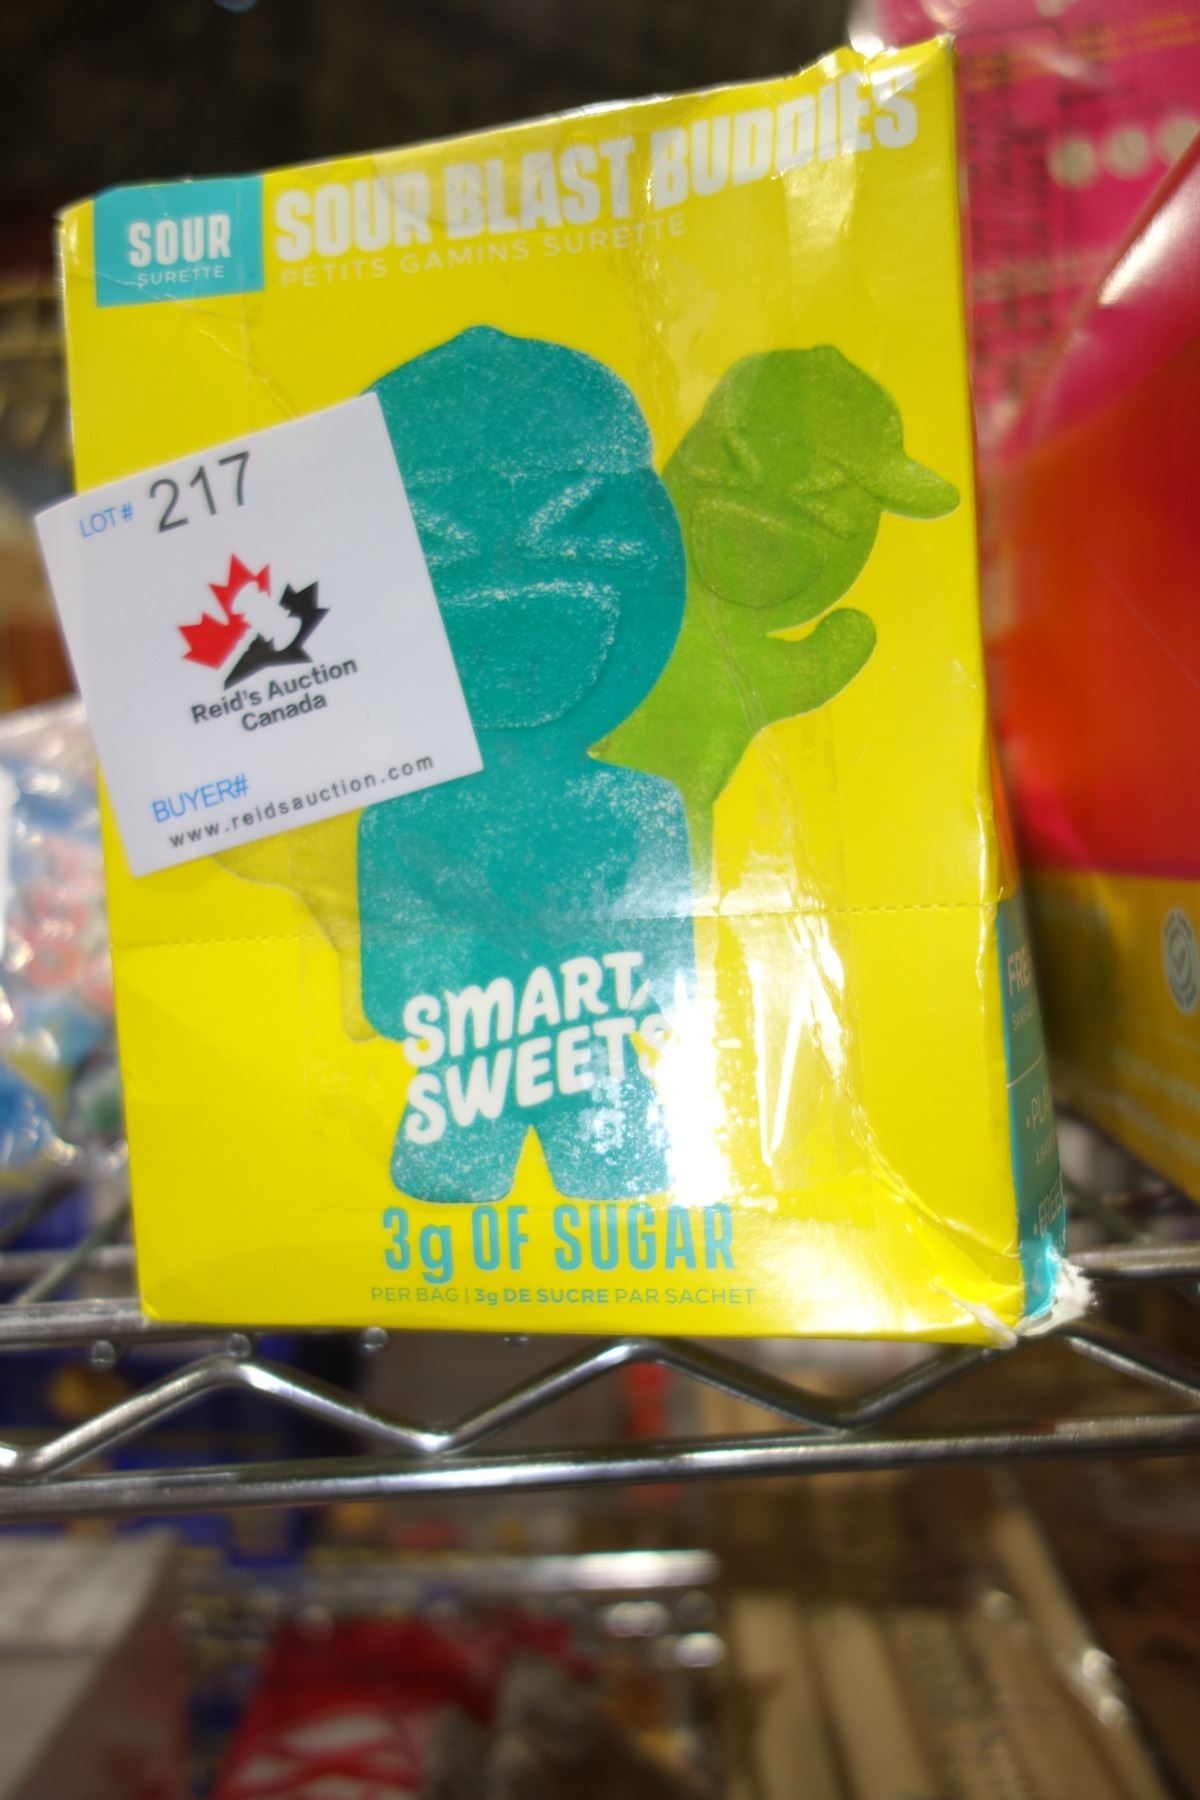 SOUR
SURETTE
SOUR BLAST BUDDIES
PETITS GAMINS SURETTE
LOT# 217
Reid's Auction
Canada
BUYER#
www.reidsauction.com
SMART
SWEETS
3g OF SUGAR
PER BAG | 3g DE SUCRE PAR SACHET